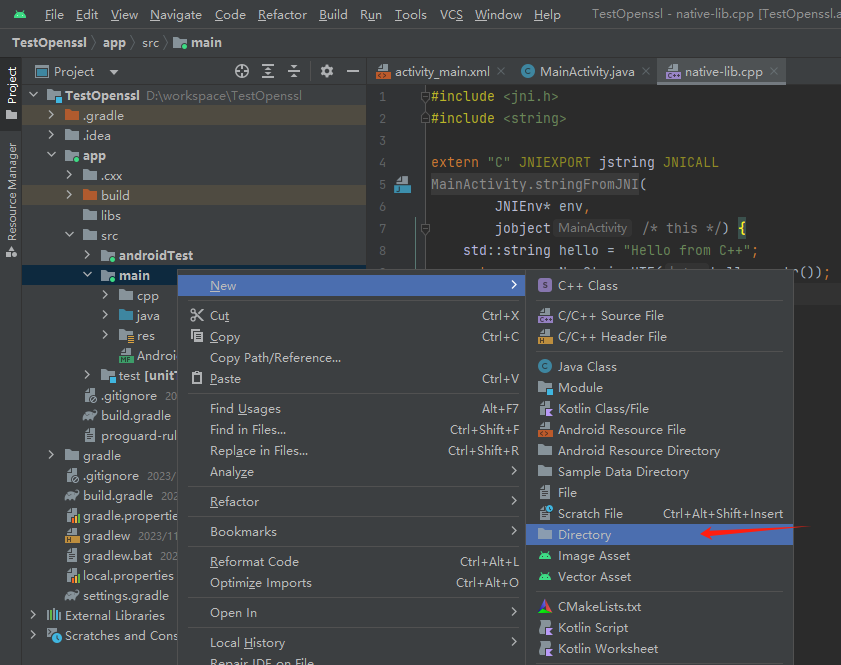 File Edit View Navigate Code Refactor Build Run Tools VCS Window Help TestOpenssl - native-lib.cpp [TestOpenssl.a
TestOpenssl app src main
Project
Resource Manager
Project
activity_main.xml MainActivity.java native-lib.cpp
TestOpenssl D:\workspace\TestOpenssl
.gradle
.idea
app
.cxx
build
libs
src
androidTest
main
cpp
java
res
Androi
test [unitT
.gitignore 20
build.gradle
proguard-rul
gradle
.gitignore 2023/
build.gradle 202
gradle.propertie
gradlew 2023/11
gradlew.bat 202
local.properties
settings.gradle
External Libraries
Scratches and Cons
1 #include <jni.h>
2 #include <string>
3
4 extern "C" JNIEXPORT jstring JNICALL
5 MainActivity.stringFromJNI(
6 JNIEnv* env,
7 jobject MainActivity /* this */) {
8 std::string hello = "Hello from C++";
New
Cut Ctrl+X
Copy Ctrl+C
Copy Path/Reference...
Paste Ctrl+V
Find Usages Alt+F7
Find in Files... Ctrl+Shift+F
Replace in Files... Ctrl+Shift+R
Analyze
Refactor
Bookmarks
Reformat Code Ctrl+Alt+L
Optimize Imports Ctrl+Alt+O
Open In
Local History
Repair IDE on File
C++ Class
C/C++ Source File
C/C++ Header File
Java Class
Module
Kotlin Class/File
Android Resource File
Android Resource Directory
Sample Data Directory
File
Scratch File Ctrl+Alt+Shift+Insert
Directory
Image Asset
Vector Asset
CMakeLists.txt
Kotlin Script
Kotlin Worksheet